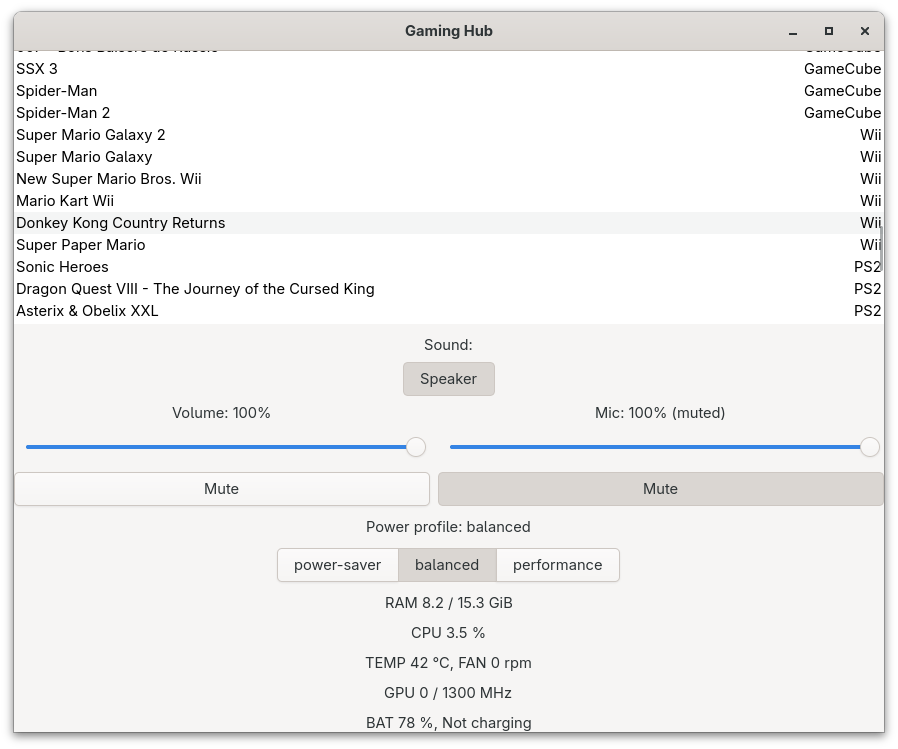 Gaming Hub
SSX 3 GameCube
Spider-Man GameCube
Spider-Man 2 GameCube
Super Mario Galaxy 2 Wii
Super Mario Galaxy Wii
New Super Mario Bros. Wii Wii
Mario Kart Wii Wii
Donkey Kong Country Returns Wii
Super Paper Mario Wii
Sonic Heroes PS2
Dragon Quest VIII - The Journey of the Cursed King PS2
Asterix & Obelix XXL PS2
Sound:
Speaker
Volume: 100% Mic: 100% (muted)
Mute Mute
Power profile: balanced
power-saver balanced performance
RAM 8.2 / 15.3 GiB
CPU 3.5 %
TEMP 42 °C, FAN 0 rpm
GPU 0 / 1300 MHz
BAT 78 %, Not charging